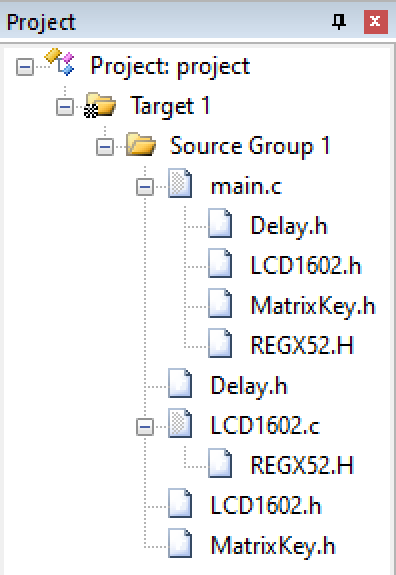 Project
Project: project
Target 1
Source Group 1
main.c
Delay.h
LCD1602.h
MatrixKey.h
REGX52.H
Delay.h
LCD1602.c
REGX52.H
LCD1602.h
MatrixKey.h